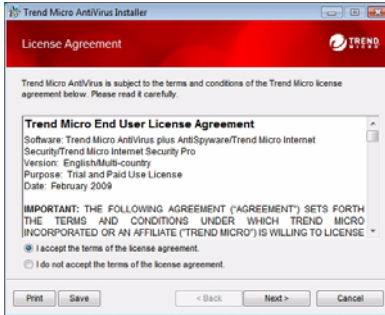 Trend Micro AntiVirus Installer
License Agreement
TREND
MICRO
Trend Micro AntiVirus is subject to the terms and conditions of the Trend Micro license
agreement below. Please read it carefully.
Trend Micro End User License Agreement
Software: Trend Micro AntiVirus plus AntiSpyware/Trend Micro Internet
Security/Trend Micro Internet Security Pro
Version: English/Multi-country
Purpose: Trial and Paid Use License
Date: February 2009
IMPORTANT: THE FOLLOWING AGREEMENT ("AGREEMENT") SETS FORTH
THE TERMS AND CONDITIONS UNDER WHICH TREND MICRO
INCORPORATED OR AN AFFILIATE ("TREND MICRO") IS WILLING TO LICENSE
I accept the terms of the license agreement.
I do not accept the terms of the license agreement.
Print Save < Back Next > Cancel